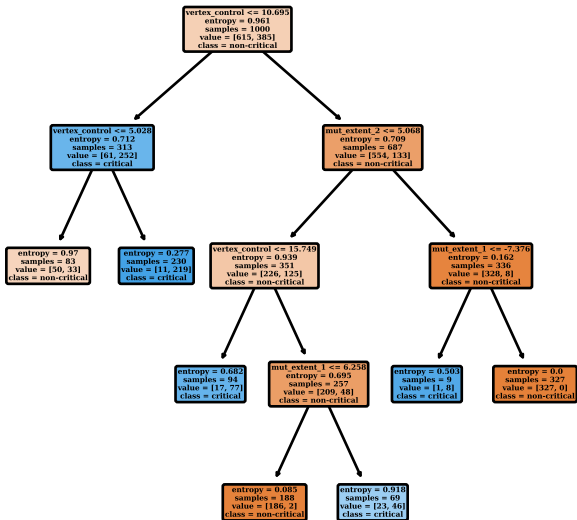 vertex_control <= 10.695
entropy = 0.961
samples = 1000
value = [615, 385]
class = non-critical
vertex_control <= 5.028
entropy = 0.712
samples = 313
value = [61, 252]
class = critical
mut_extent_2 <= 5.068
entropy = 0.709
samples = 687
value = [554, 133]
class = non-critical
entropy = 0.97
samples = 83
value = [50, 33]
class = non-critical
entropy = 0.277
samples = 230
value = [11, 219]
class = critical
vertex_control <= 15.749
entropy = 0.939
samples = 351
value = [226, 125]
class = non-critical
mut_extent_1 <= -7.376
entropy = 0.162
samples = 336
value = [328, 8]
class = non-critical
entropy = 0.682
samples = 94
value = [17, 77]
class = critical
mut_extent_1 <= 6.258
entropy = 0.695
samples = 257
value = [209, 48]
class = non-critical
entropy = 0.503
samples = 9
value = [1, 8]
class = critical
entropy = 0.0
samples = 327
value = [327, 0]
class = non-critical
entropy = 0.085
samples = 188
value = [186, 2]
class = non-critical
entropy = 0.918
samples = 69
value = [23, 46]
class = critical